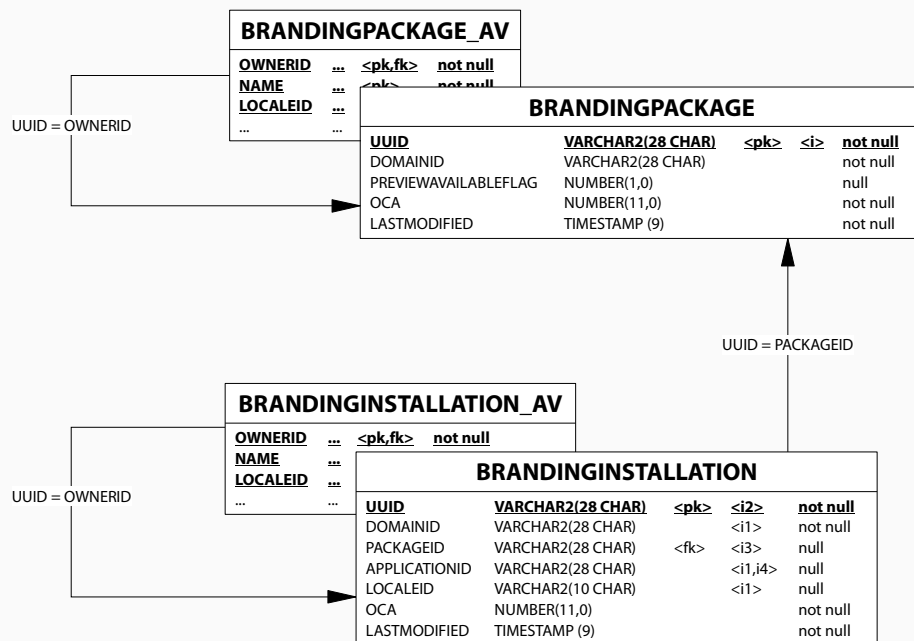 BRANDINGPACKAGE_AV
OWNERID ... <pk,fk> not null
NAME ... <pk> not null
LOCALEID ...
... ...
UUID = OWNERID
BRANDINGPACKAGE
UUID VARCHAR2(28 CHAR) <pk> <i> not null
DOMAINID VARCHAR2(28 CHAR) not null
PREVIEWAVAILABLEFLAG NUMBER(1,0) null
OCA NUMBER(11,0) not null
LASTMODIFIED TIMESTAMP (9) not null
UUID = PACKAGEID
BRANDINGINSTALLATION_AV
OWNERID ... <pk,fk> not null
NAME ...
LOCALEID ...
... ...
UUID = OWNERID
BRANDINGINSTALLATION
UUID VARCHAR2(28 CHAR) <pk> <i2> not null
DOMAINID VARCHAR2(28 CHAR) <i1> not null
PACKAGEID VARCHAR2(28 CHAR) <fk> <i3> null
APPLICATIONID VARCHAR2(28 CHAR) <i1,i4> null
LOCALEID VARCHAR2(10 CHAR) <i1> null
OCA NUMBER(11,0) not null
LASTMODIFIED TIMESTAMP (9) not null